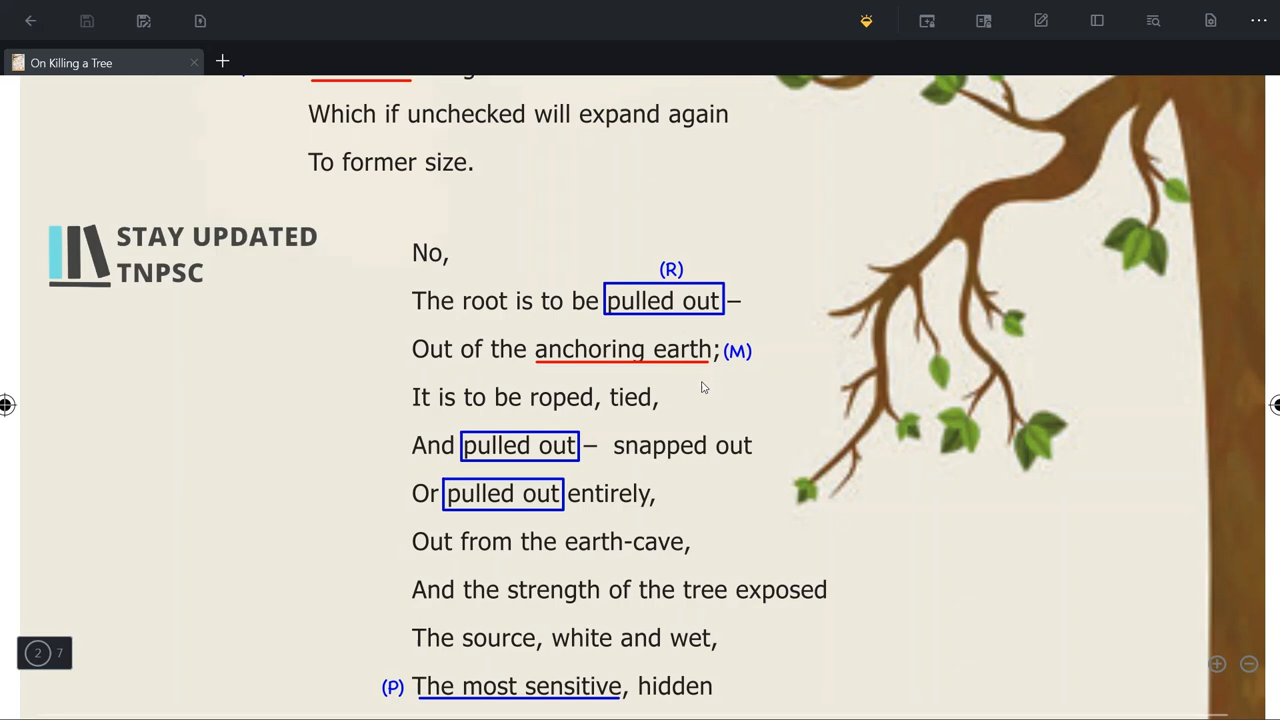 On Killing a Tree
Which if unchecked will expand again
To former size.
STAY UPDATED
TNPSC
No,
(R)
The root is to be pulled out –
Out of the anchoring earth; (M)
It is to be roped, tied,
And pulled out – snapped out
Or pulled out entirely,
Out from the earth-cave,
And the strength of the tree exposed
The source, white and wet,
(P) The most sensitive, hidden
2 7